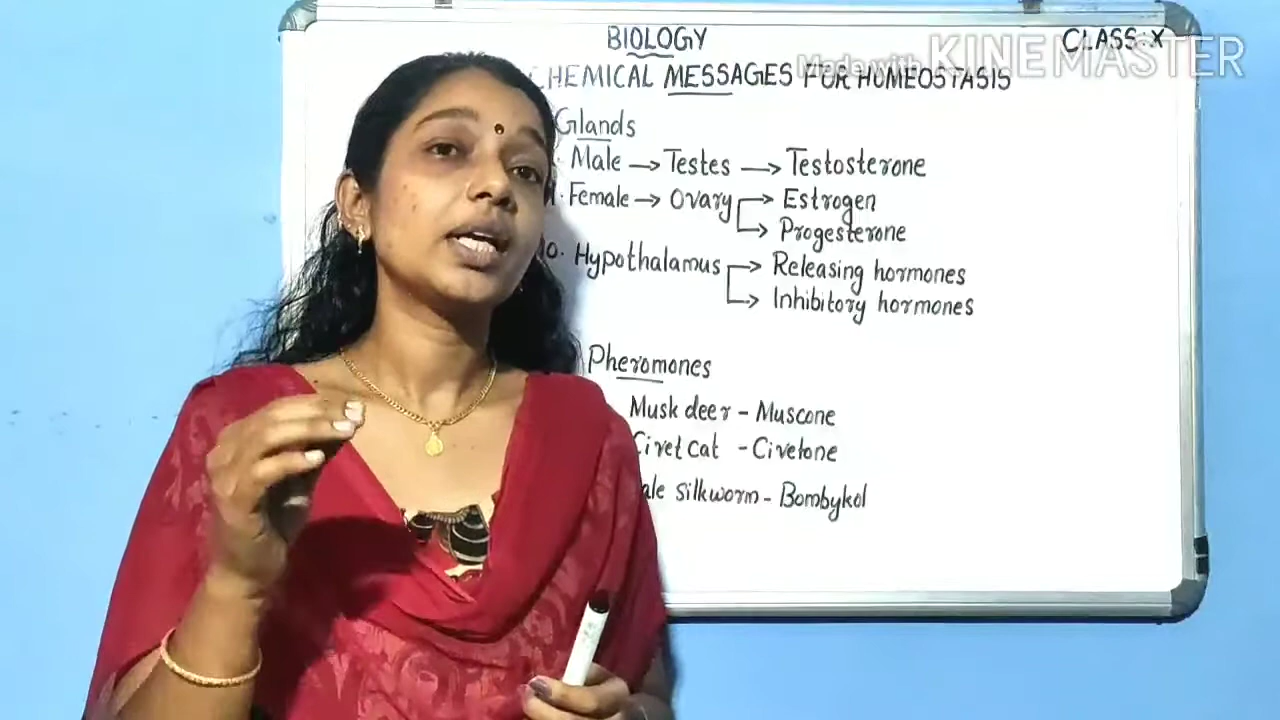 BIOLOGY
CLASS: X
Made with KINEMASTER
CHEMICAL MESSAGES FOR HOMEOSTASIS
Glands
Male → Testes → Testosterone
Female → Ovary → Estrogen
→ Progesterone
10. Hypothalamus → Releasing hormones
→ Inhibitory hormones
Pheromones
Musk deer - Muscone
Civet cat - Civetone
Silkworm - Bombykol